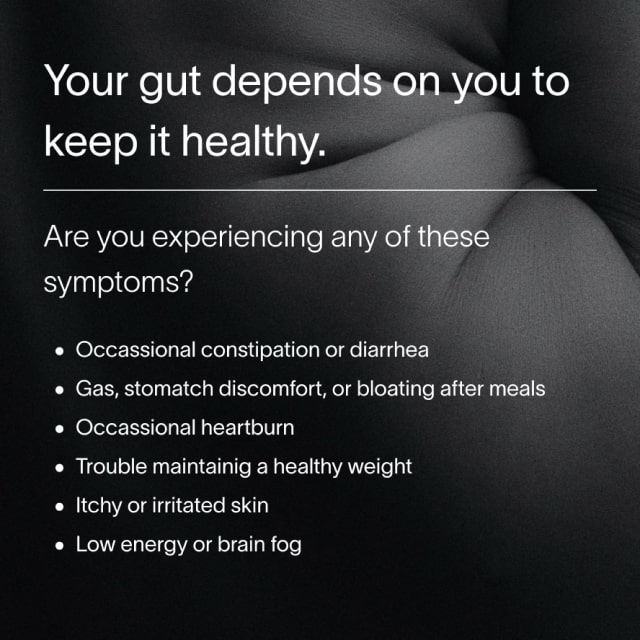 Your gut depends on you to
keep it healthy.
Are you experiencing any of these
symptoms?
• Occassional constipation or diarrhea
• Gas, stomatch discomfort, or bloating after meals
• Occassional heartburn
• Trouble maintainig a healthy weight
• Itchy or irritated skin
• Low energy or brain fog